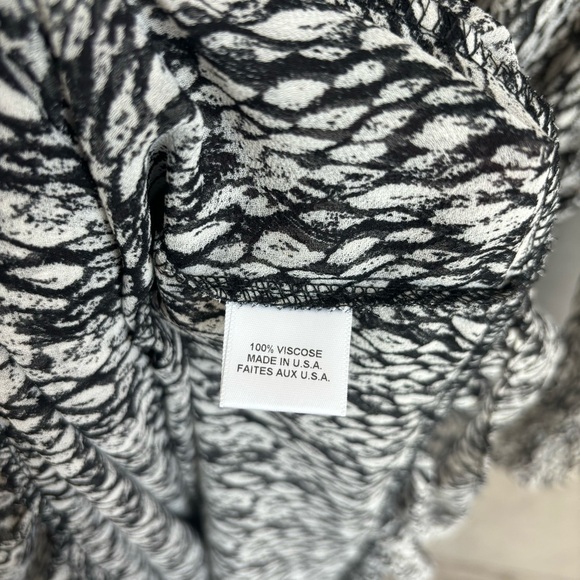 100% VISCOSE
MADE IN U.S.A.
FAITES AUX U.S.A.